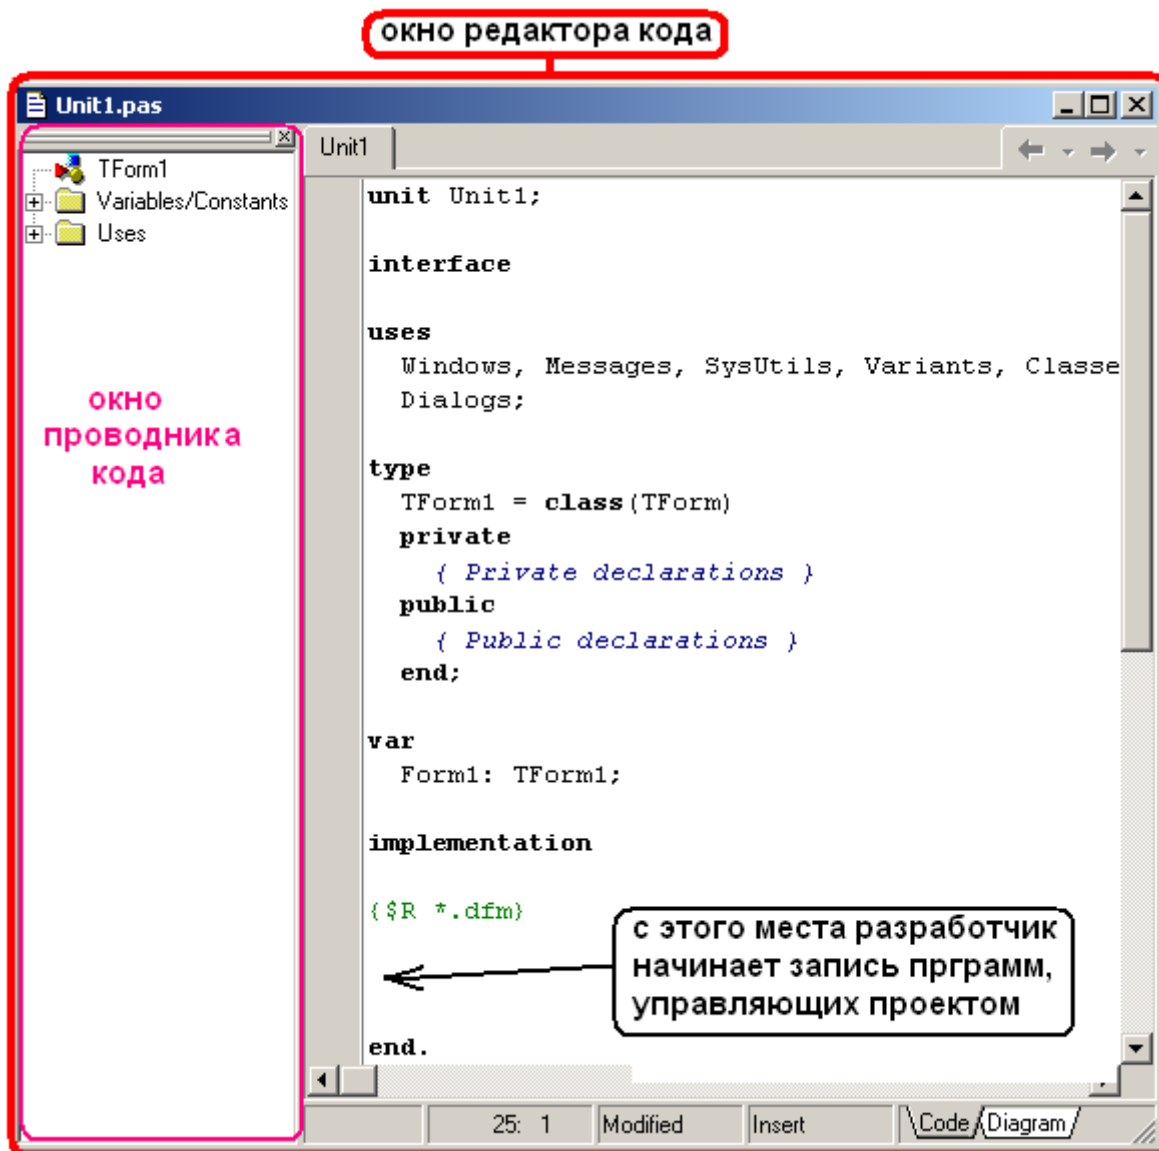 окно редактора кода
Unit1.pas
TForm1
Variables/Constants
Uses
окно
проводника
кода
Unit1
unit Unit1;
interface
uses
Windows, Messages, SysUtils, Variants, Classe
Dialogs;
type
TForm1 = class(TForm)
private
{ Private declarations }
public
{ Public declarations }
end;
var
Form1: TForm1;
implementation
{$R *.dfm}
с этого места разработчик
начинает запись прграмм,
управляющих проектом
end.
25: 1 Modified Insert Code Diagram